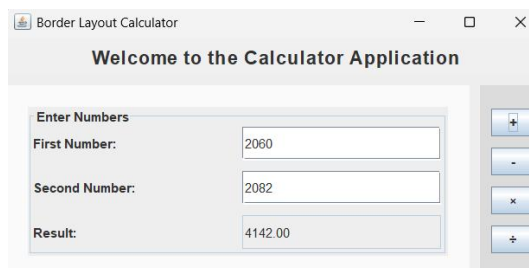 Border Layout Calculator
Welcome to the Calculator Application
Enter Numbers
First Number: 2060 +
-
Second Number: 2082
×
Result: 4142.00 ÷